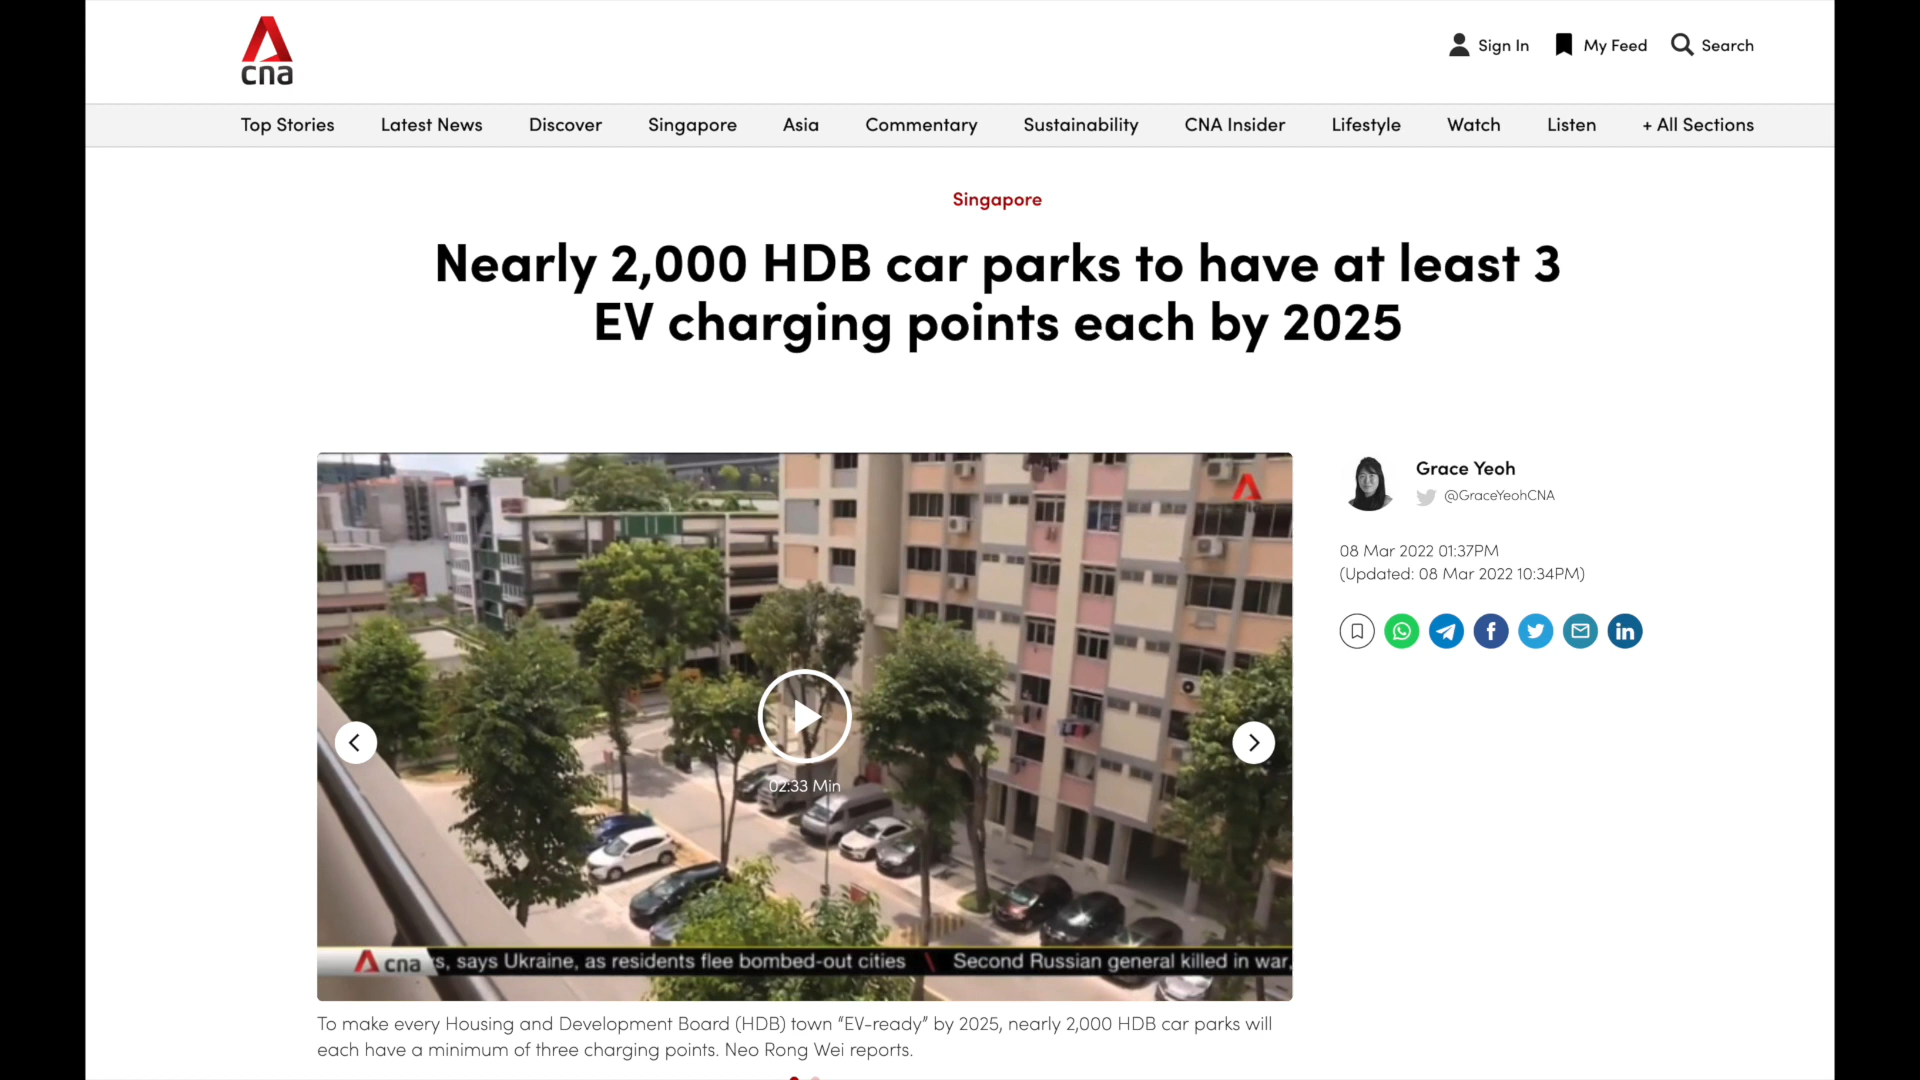 cna
Sign In
My Feed
Search
Top Stories
Latest News
Discover
Singapore
Asia
Commentary
Sustainability
CNA Insider
Lifestyle
Watch
Listen
+ All Sections
Singapore
Nearly 2,000 HDB car parks to have at least 3
EV charging points each by 2025
Grace Yeoh
@GraceYeohCNA
08 Mar 2022 01:37PM
(Updated: 08 Mar 2022 10:34PM)
f
in
02:33 Min
cna s, says Ukraine, as residents flee bombed-out cities \ Second Russian general killed in war,
To make every Housing and Development Board (HDB) town “EV-ready” by 2025, nearly 2,000 HDB car parks will
each have a minimum of three charging points. Neo Rong Wei reports.